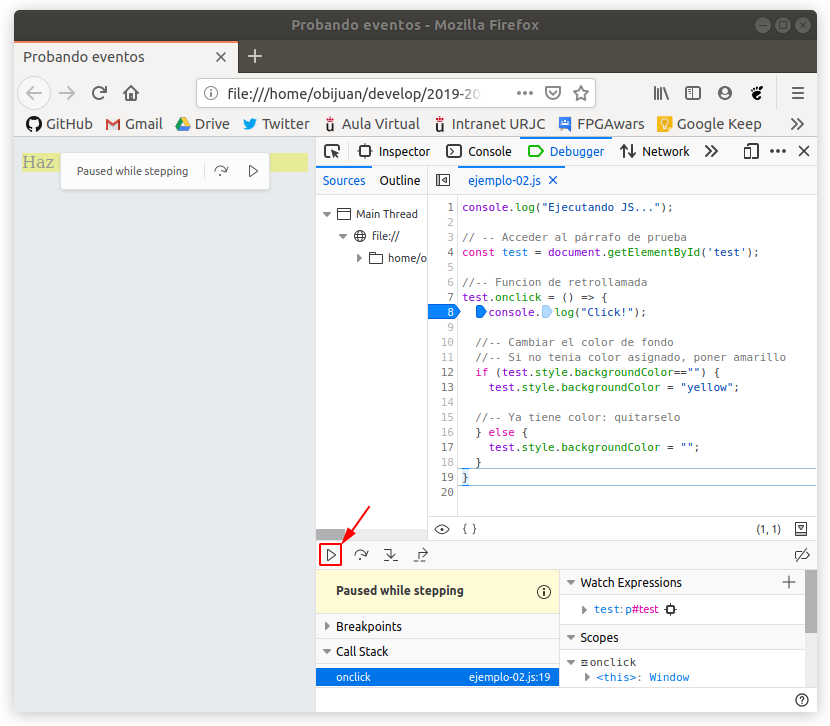 Probando eventos - Mozilla Firefox
Probando eventos
file:///home/obijuan/develop/2019-20
GitHub Gmail Drive Twitter Aula Virtual Intranet URJC FPGAwars Google Keep
Haz
Paused while stepping
Inspector Console Debugger Network
Sources Outline ejemplo-02.js
Main Thread
file://
home/o
1 console.log("Ejecutando JS...");
2
3 // -- Acceder al párrafo de prueba
4 const test = document.getElementById('test');
5
6 //-- Funcion de retrollamada
7 test.onclick = () => {
8 console.log("Click!");
9
10 //-- Cambiar el color de fondo
11 //-- Si no tenia color asignado, poner amarillo
12 if (test.style.backgroundColor=="") {
13 test.style.backgroundColor = "yellow";
14
15 //-- Ya tiene color: quitarselo
16 } else {
17 test.style.backgroundColor = "";
18 }
19 }
20
{ } (1, 1)
Paused while stepping
Breakpoints
Call Stack
onclick ejemplo-02.js:19
Watch Expressions
test: p#test
Scopes
onclick
<this>: Window